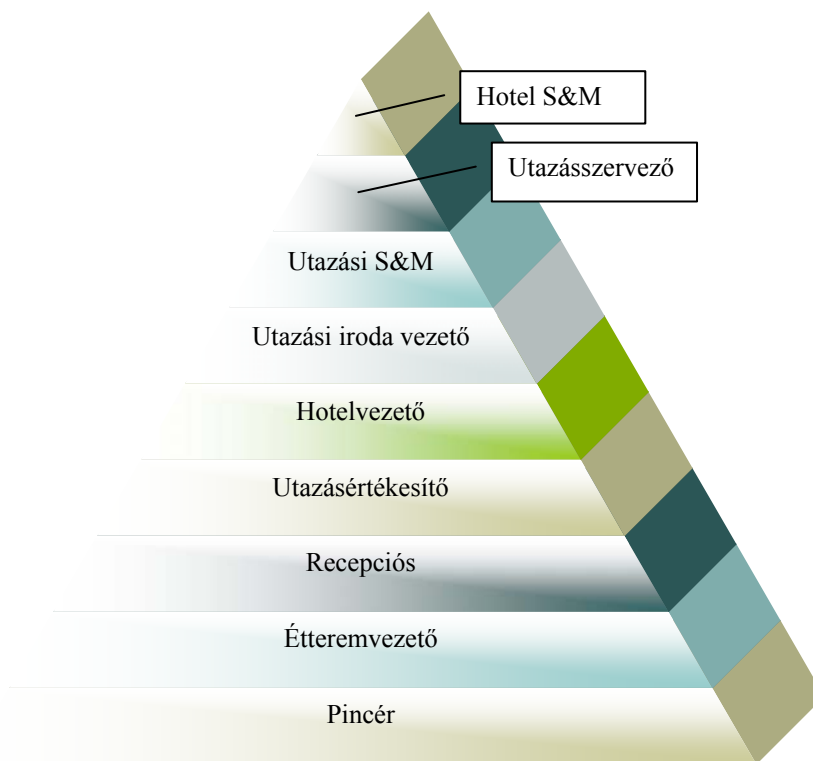 Hotel S&M
Utazásszervező
Utazási S&M
Utazási iroda vezető
Hotelvezető
Utazásértékesítő
Recepciós
Étteremvezető
Pincér